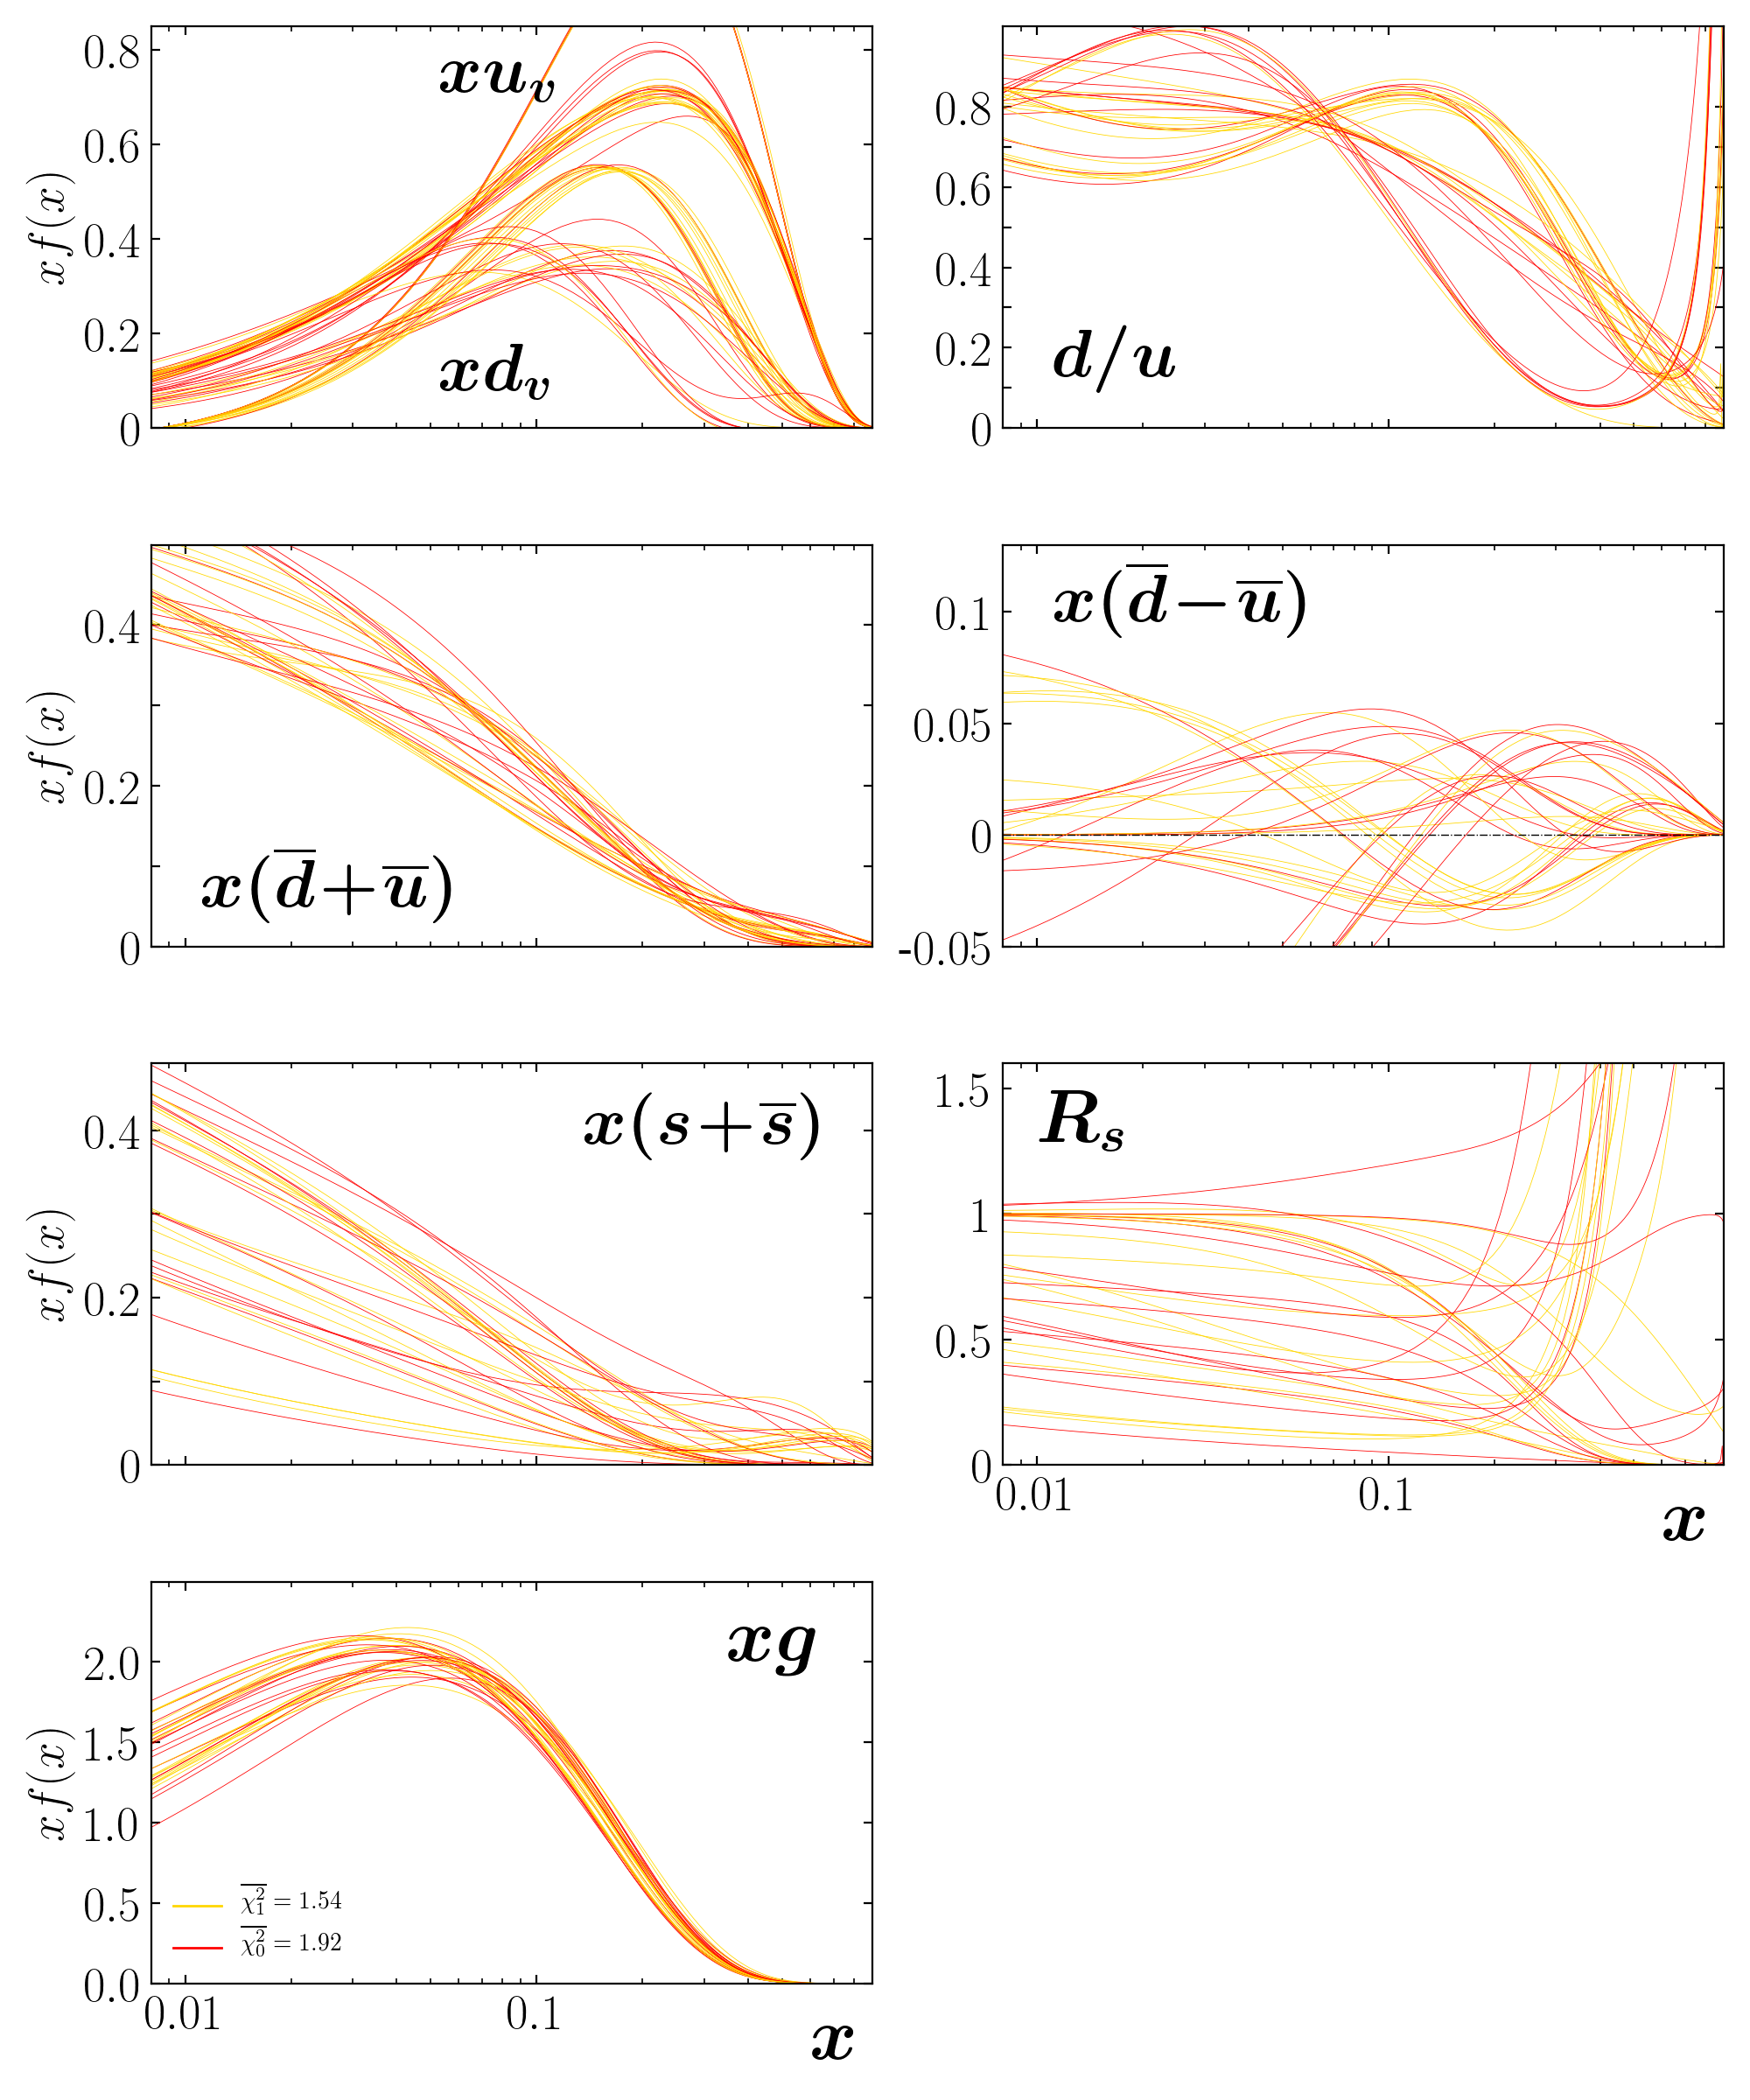 xf(x)
0.8
0.6
0.4
0.2
0
xu_v
xd_v
0.8
0.6
0.4
0.2
0
d/u
xf(x)
0.4
0.2
0
x(d̅+u̅)
0.1
0.05
0
-0.05
x(d̅−u̅)
xf(x)
0.4
0.2
0
x(s+s̅)
1.5
1
0.5
0
R_s
0.01 0.1
x
xf(x)
2.0
1.5
1.0
0.5
0.0
xg
χ̅₁² = 1.54
χ̅₀² = 1.92
0.01 0.1
x